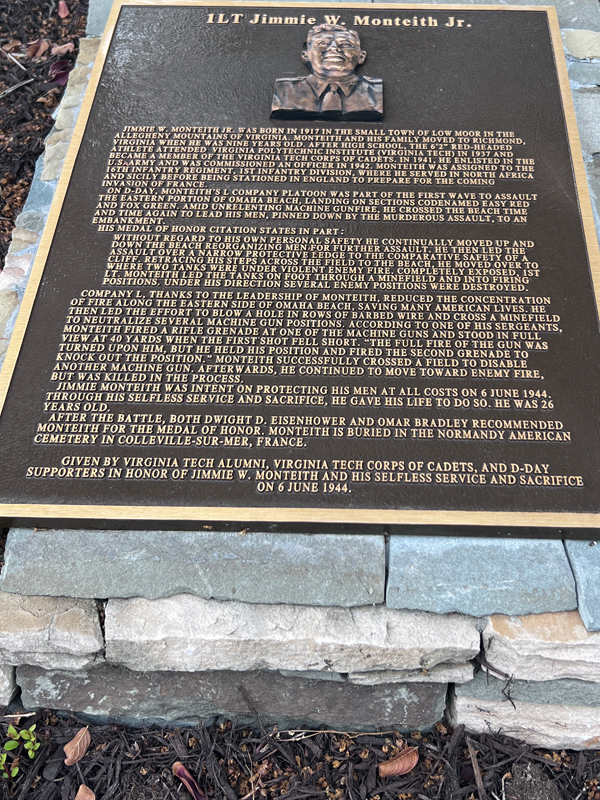 1LT Jimmie W. Monteith Jr.
JIMMIE W. MONTEITH JR. WAS BORN IN 1917 IN THE SMALL TOWN OF LOW MOOR IN THE
ALLEGHENY MOUNTAINS OF VIRGINIA. MONTEITH AND HIS FAMILY MOVED TO RICHMOND,
VIRGINIA WHEN HE WAS NINE YEARS OLD. AFTER HIGH SCHOOL, THE 6'2" RED-HEADED
ATHLETE ATTENDED VIRGINIA POLYTECHNIC INSTITUTE (VIRGINIA TECH) IN 1937 AND
BECAME A MEMBER OF THE VIRGINIA TECH CORPS OF CADETS. IN 1941, HE ENLISTED IN THE
U.S. ARMY AND WAS COMMISSIONED AN OFFICER IN 1942. MONTEITH WAS ASSIGNED TO THE
16TH INFANTRY REGIMENT, 1ST INFANTRY DIVISION, WHERE HE SERVED IN NORTH AFRICA
AND SICILY BEFORE BEING STATIONED IN ENGLAND TO PREPARE FOR THE COMING
INVASION OF FRANCE.
ON D-DAY, MONTEITH'S L COMPANY PLATOON WAS PART OF THE FIRST WAVE TO ASSAULT
THE EASTERN PORTION OF OMAHA BEACH, LANDING ON SECTIONS CODENAMED EASY RED
AND FOX GREEN. AMID UNRELENTING MACHINE GUNFIRE, HE CROSSED THE BEACH TIME
AND TIME AGAIN TO LEAD HIS MEN, PINNED DOWN BY THE MURDEROUS ASSAULT, TO AN
EMBANKMENT.
HIS MEDAL OF HONOR CITATION STATES IN PART:
WITHOUT REGARD TO HIS OWN PERSONAL SAFETY HE CONTINUALLY MOVED UP AND
DOWN THE BEACH REORGANIZING MEN FOR FURTHER ASSAULT. HE THEN LED THE
ASSAULT OVER A NARROW PROTECTIVE EDGE TO THE COMPARATIVE SAFETY OF A
CLIFF. RETRACING HIS STEPS ACROSS THE FIELD TO THE BEACH, HE MOVED OVER TO
WHERE TWO TANKS WERE UNDER VIOLENT ENEMY FIRE. COMPLETELY EXPOSED, 1ST
LT. MONTEITH LED THE TANKS ON FOOT THROUGH A MINEFIELD AND INTO FIRING
POSITIONS. UNDER HIS DIRECTION SEVERAL ENEMY POSITIONS WERE DESTROYED.
COMPANY L, THANKS TO THE LEADERSHIP OF MONTEITH, REDUCED THE CONCENTRATION
OF FIRE ALONG THE EASTERN SIDE OF OMAHA BEACH, SAVING MANY AMERICAN LIVES. HE
THEN LED THE EFFORT TO BLOW A HOLE IN ROWS OF BARBED WIRE AND CROSS A MINEFIELD
TO NEUTRALIZE SEVERAL MACHINE GUN POSITIONS. ACCORDING TO ONE OF HIS SERGEANTS,
MONTEITH FIRED A RIFLE GRENADE AT ONE OF THE MACHINE GUNS AND STOOD IN FULL
VIEW AT 40 YARDS WHEN THE FIRST SHOT FELL SHORT. "THE FULL FIRE OF THE GUN WAS
TURNED UPON HIM, BUT HE HELD HIS POSITION AND FIRED THE SECOND GRENADE TO
KNOCK OUT THE POSITION." MONTEITH SUCCESSFULLY CROSSED A FIELD TO DISABLE
ANOTHER MACHINE GUN. AFTERWARDS, HE CONTINUED TO MOVE TOWARD ENEMY FIRE,
BUT WAS KILLED IN THE PROCESS.
JIMMIE MONTEITH WAS INTENT ON PROTECTING HIS MEN AT ALL COSTS ON 6 JUNE 1944.
THROUGH HIS SELFLESS SERVICE AND SACRIFICE, HE GAVE HIS LIFE TO DO SO. HE WAS 26
YEARS OLD.
AFTER THE BATTLE, BOTH DWIGHT D. EISENHOWER AND OMAR BRADLEY RECOMMENDED
MONTEITH FOR THE MEDAL OF HONOR. MONTEITH IS BURIED IN THE NORMANDY AMERICAN
CEMETERY IN COLLEVILLE-SUR-MER, FRANCE.
GIVEN BY VIRGINIA TECH ALUMNI, VIRGINIA TECH CORPS OF CADETS, AND D-DAY
SUPPORTERS IN HONOR OF JIMMIE W. MONTEITH AND HIS SELFLESS SERVICE AND SACRIFICE
ON 6 JUNE 1944.